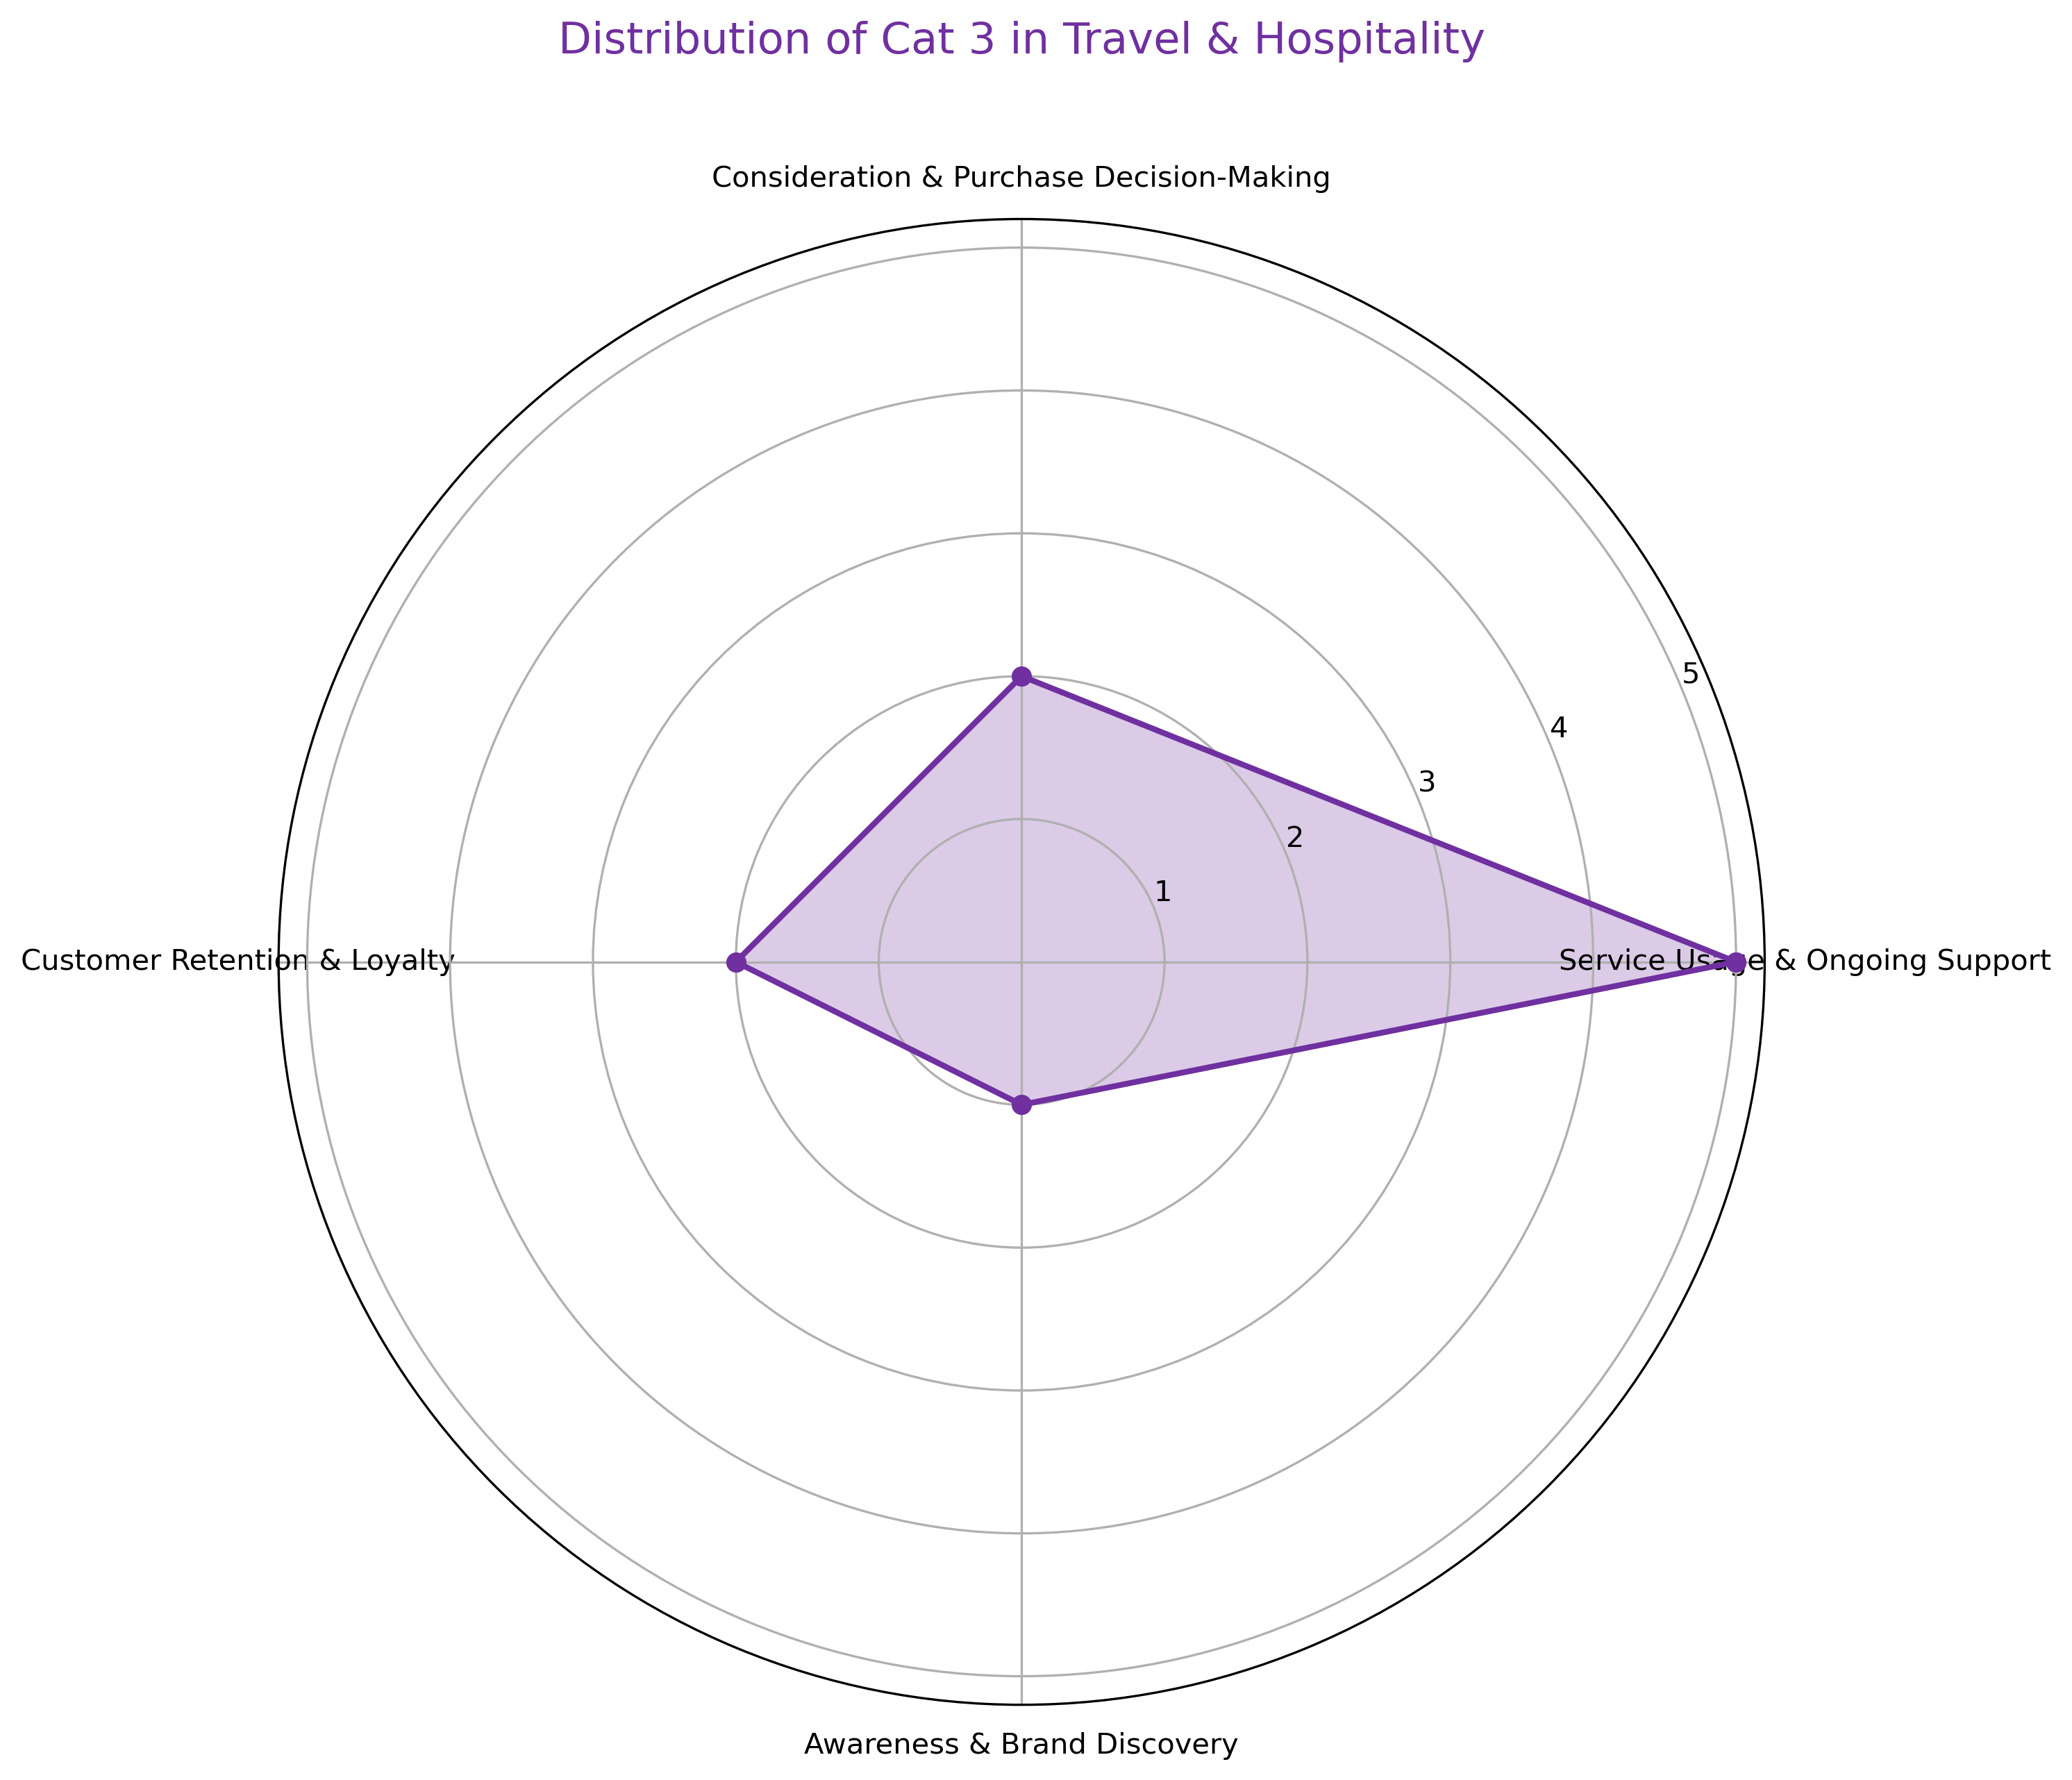 Distribution of Cat 3 in Travel & Hospitality
Consideration & Purchase Decision-Making
5
4
3
2
1
Customer Retention & Loyalty
Service Usage & Ongoing Support
Awareness & Brand Discovery